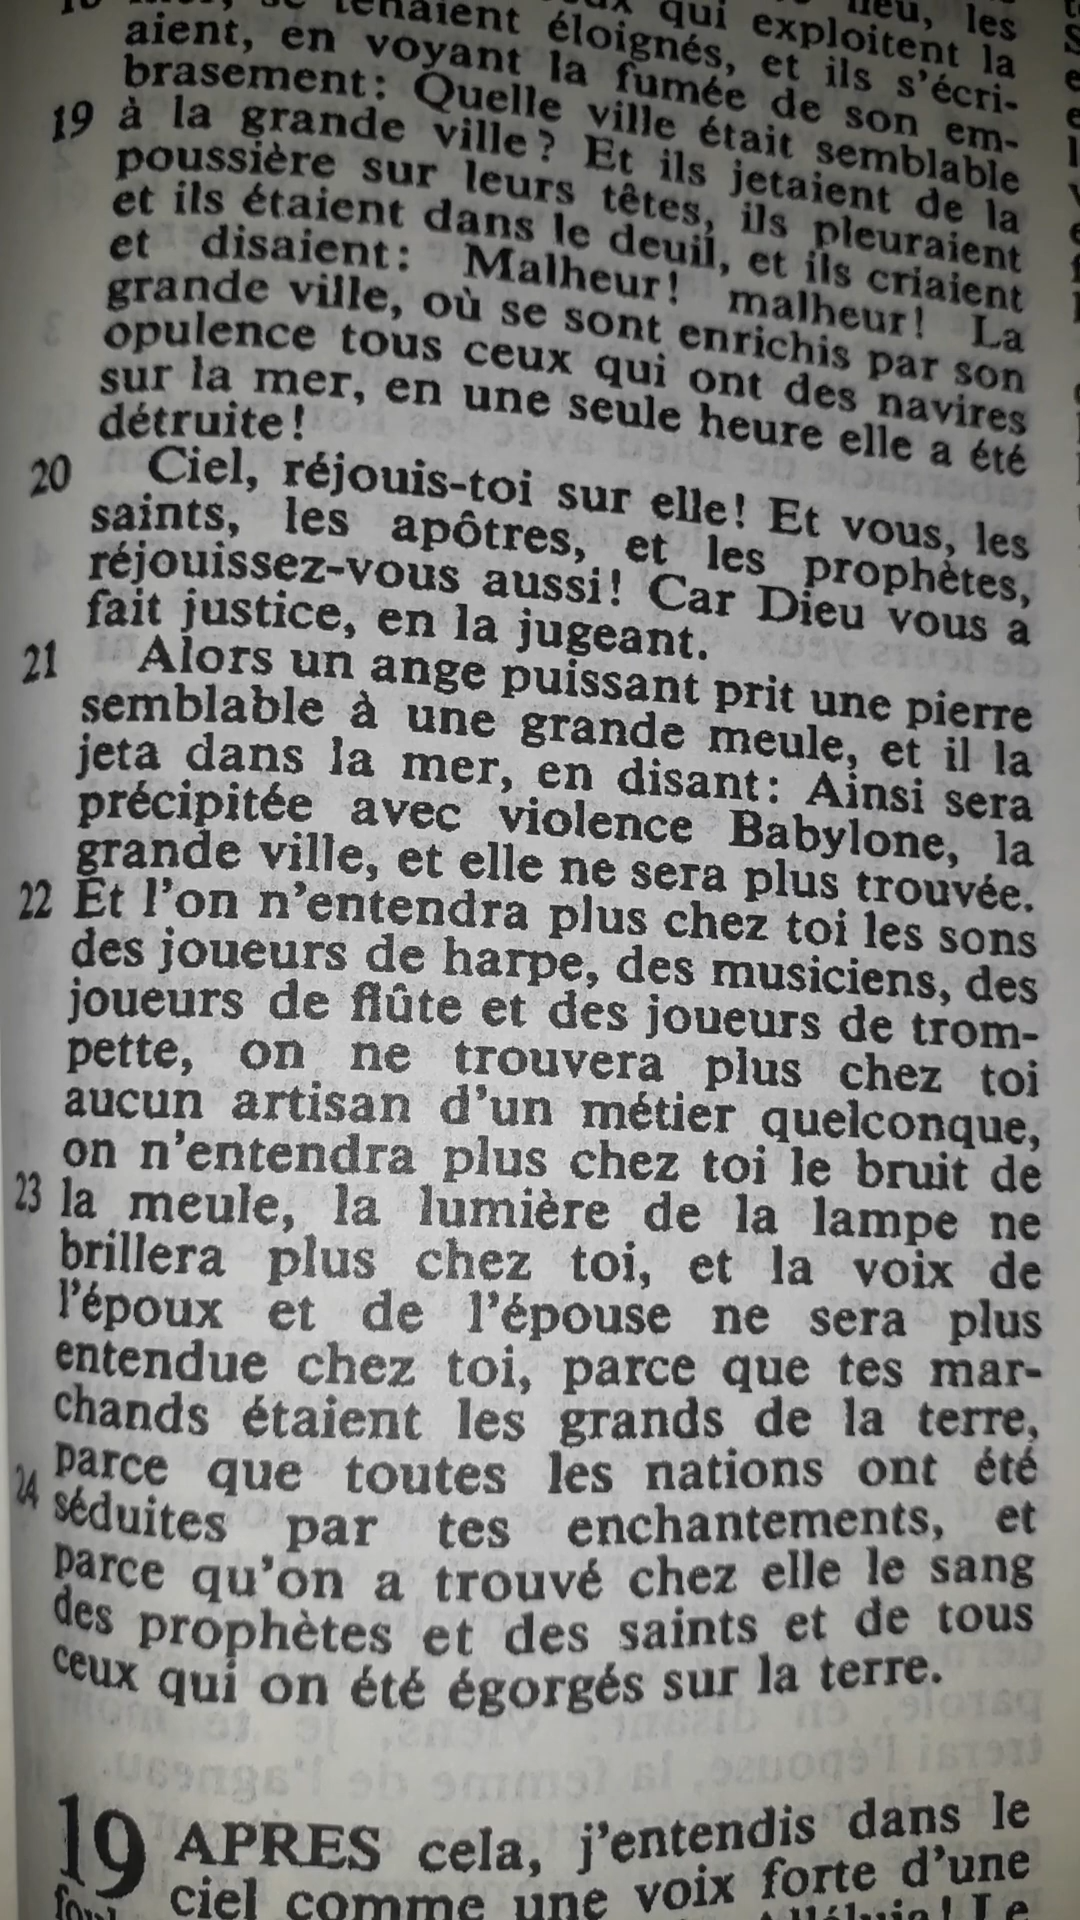 tenaient éloignés, et ils s'écri-
aient, en voyant la fumée de son em-
brasement: Quelle ville était semblable
19 à la grande ville? Et ils jetaient de la
poussière sur leurs têtes, ils pleuraient
et ils étaient dans le deuil, et ils criaient
et disaient: Malheur! malheur! La
grande ville, où se sont enrichis par son
opulence tous ceux qui ont des navires
sur la mer, en une seule heure elle a été
détruite!
20 Ciel, réjouis-toi sur elle! Et vous, les
saints, les apôtres, et les prophètes,
réjouissez-vous aussi! Car Dieu vous a
fait justice, en la jugeant.
21 Alors un ange puissant prit une pierre
semblable à une grande meule, et il la
jeta dans la mer, en disant: Ainsi sera
précipitée avec violence Babylone, la
grande ville, et elle ne sera plus trouvée.
22 Et l'on n'entendra plus chez toi les sons
des joueurs de harpe, des musiciens, des
joueurs de flûte et des joueurs de trom-
pette, on ne trouvera plus chez toi
aucun artisan d'un métier quelconque,
on n'entendra plus chez toi le bruit de
23 la meule, la lumière de la lampe ne
brillera plus chez toi, et la voix de
l'époux et de l'épouse ne sera plus
entendue chez toi, parce que tes mar-
chands étaient les grands de la terre,
parce que toutes les nations ont été
24 séduites par tes enchantements, et
parce qu'on a trouvé chez elle le sang
des prophètes et des saints et de tous
ceux qui on été égorgés sur la terre.
19 APRES cela, j'entendis dans le
ciel comme une voix forte d'une